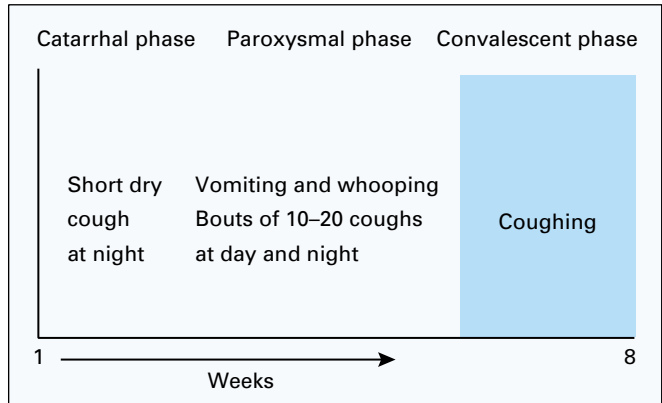 Catarrhal phase Paroxysmal phase Convalescent phase
Short dry
cough
at night
Vomiting and whooping
Bouts of 10–20 coughs
at day and night
Coughing
1
8
Weeks